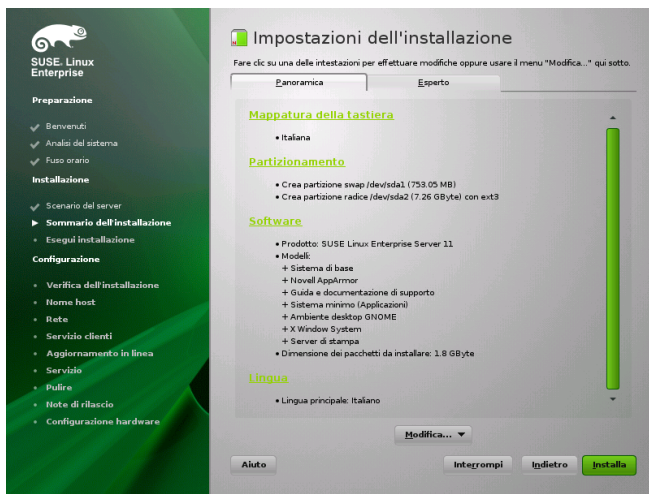 SUSE. Linux
Enterprise
Preparazione
Benvenuti
Analisi del sistema
Fuso orario
Installazione
Scenario del server
Sommario dell'installazione
Esegui installazione
Configurazione
Verifica dell'installazione
Nome host
Rete
Servizio clienti
Aggiornamento in linea
Servizio
Pulire
Note di rilascio
Configurazione hardware
Impostazioni dell'installazione
Fare clic su una delle intestazioni per effettuare modifiche oppure usare il menu "Modifica..." qui sotto.
Panoramica
Esperto
Mappatura della tastiera
• Italiana
Partizionamento
• Crea partizione swap /dev/sda1 (753.05 MB)
• Crea partizione radice /dev/sda2 (7.26 GByte) con ext3
Software
• Prodotto: SUSE Linux Enterprise Server 11
• Modelli:
+ Sistema di base
+ Novell AppArmor
+ Guida e documentazione di supporto
+ Sistema minimo (Applicazioni)
+ Ambiente desktop GNOME
+ X Window System
+ Server di stampa
• Dimensione dei pacchetti da installare: 1.8 GByte
Lingua
• Lingua principale: Italiano
Modifica...
Aiuto
Interrompi
Indietro
Installa